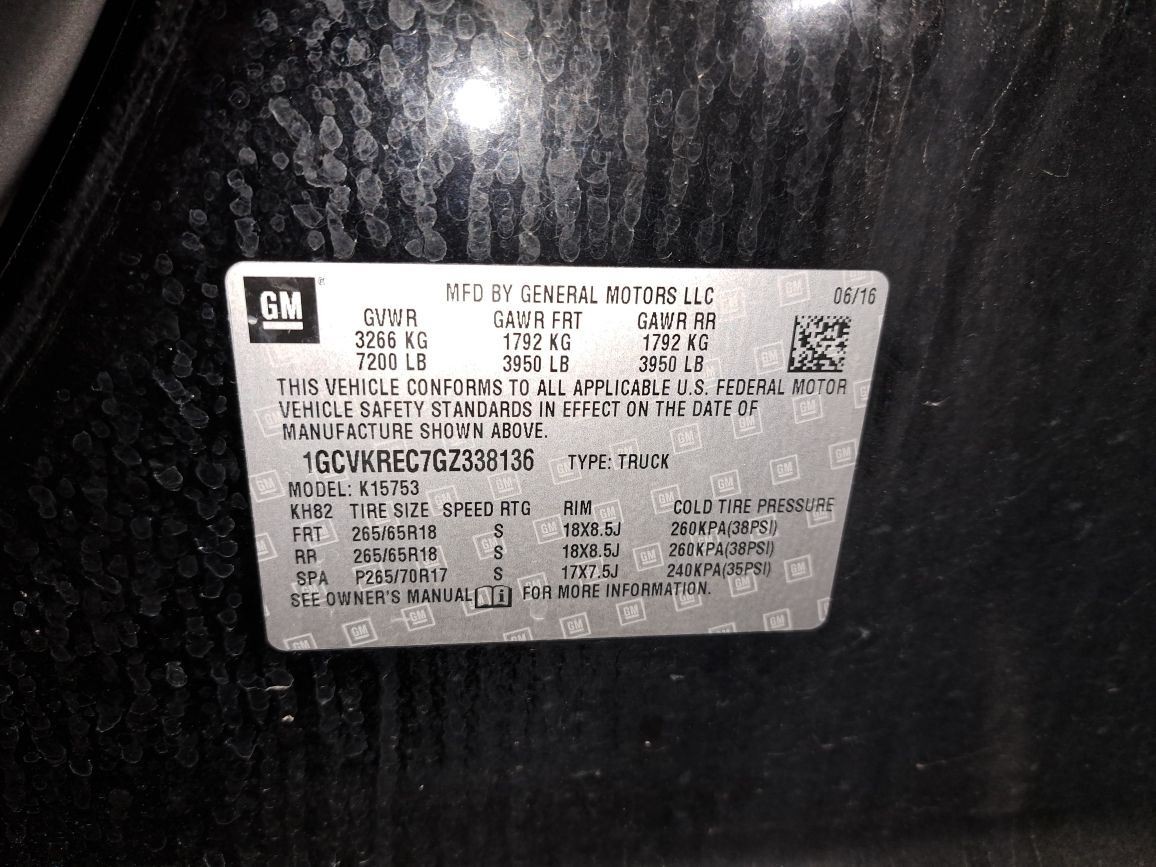 GM
MFD BY GENERAL MOTORS LLC 06/16
GVWR GAWR FRT GAWR RR
3266 KG 1792 KG 1792 KG
7200 LB 3950 LB 3950 LB
THIS VEHICLE CONFORMS TO ALL APPLICABLE U.S. FEDERAL MOTOR
VEHICLE SAFETY STANDARDS IN EFFECT ON THE DATE OF
MANUFACTURE SHOWN ABOVE.
1GCVKREC7GZ338136 TYPE: TRUCK
MODEL: K15753
KH82 TIRE SIZE SPEED RTG RIM COLD TIRE PRESSURE
FRT 265/65R18 S 18X8.5J 260KPA(38PSI)
RR 265/65R18 S 18X8.5J 260KPA(38PSI)
SPA P265/70R17 S 17X7.5J 240KPA(35PSI)
SEE OWNER'S MANUAL i FOR MORE INFORMATION.